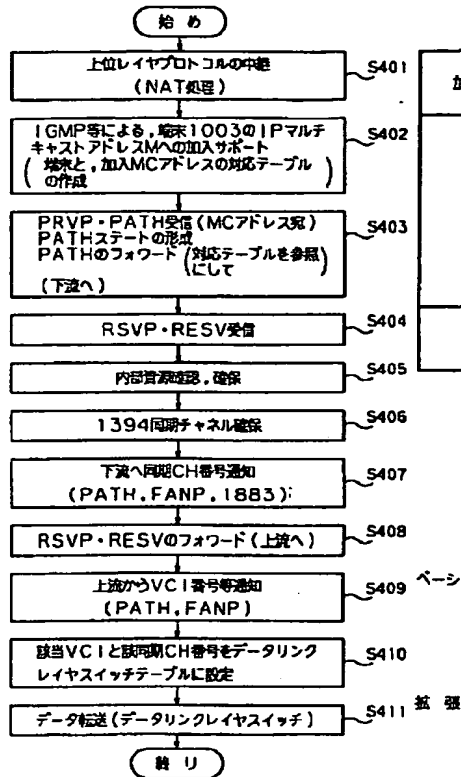 始め
上位レイヤプロトコルの中継
(NAT処理)
S401
IGMP等による,端末1003のIPマルチ
キャストアドレスMへの加入サポート
(端末と,加入MCアドレスの対応テーブル
の作成
S402
PRVP・PATH受信(MCアドレス宛)
PATHステートの形成
PATHのフォワード(対応テーブルを参照
にして)
(下流へ)
S403
RSVP・RESV受信
S404
内部資源確認,確保
S405
1394同期チャネル確保
S406
下流へ同期CH番号通知
(PATH,FANP,1883);
S407
RSVP・RESVのフォワード(上流へ)
S408
上流からVCI番号等通知
(PATH,FANP)
S409
該当VCIと該同期CH番号をデータリンク
レイヤスイッチテーブルに設定
S410
データ転送(データリンクレイヤスイッチ)
S411
終り
ベーシ
拡張